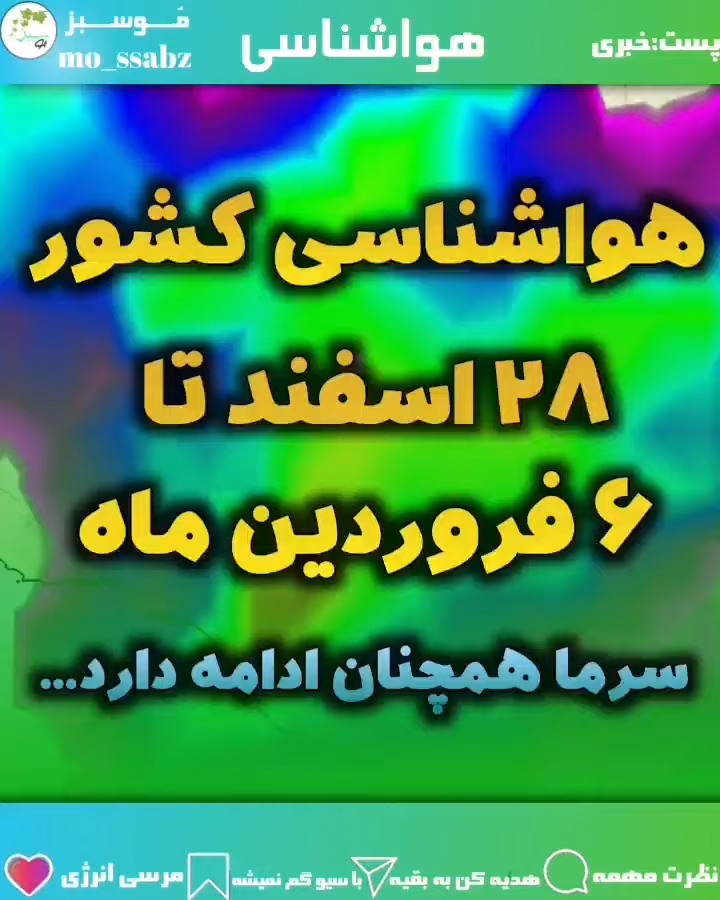 پست:خبری
هواشناسی
مُـوسـبـز
mo_ssabz
هواشناسی کشور
۲۸ اسفند تا
۶ فروردین ماه
سرما همچنان ادامه دارد...
نظرت مهمه
هدیه کن به بقیه
با سیو گم نمیشه
مرسی انرژی